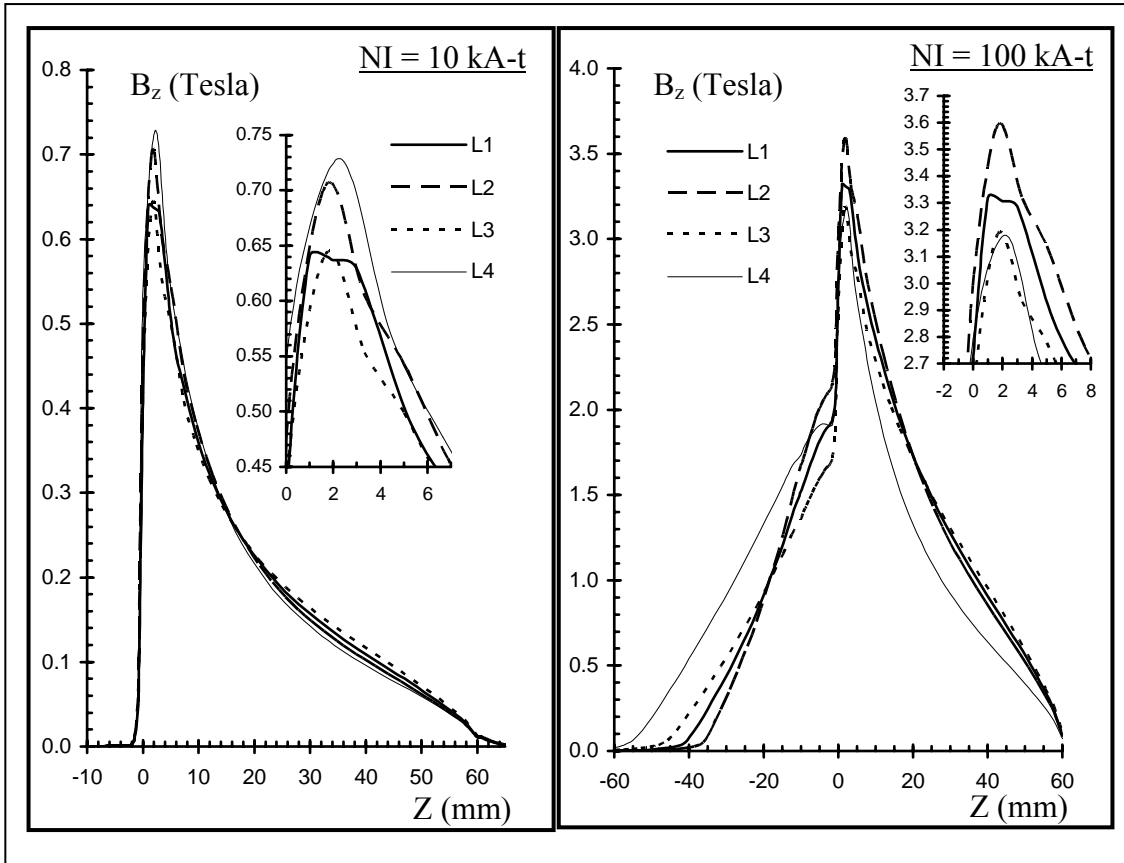 NI = 10 kA-t
B_z (Tesla)
0.8
0.7
0.6
0.5
0.4
0.3
0.2
0.1
0.0
-10 0 10 20 30 40 50 60
Z (mm)
0.75
0.70
0.65
0.60
0.55
0.50
0.45
0 2 4 6
L1
L2
L3
L4
NI = 100 kA-t
B_z (Tesla)
4.0
3.5
3.0
2.5
2.0
1.5
1.0
0.5
0.0
-60 -40 -20 0 20 40 60
Z (mm)
L1
L2
L3
L4
3.7
3.6
3.5
3.4
3.3
3.2
3.1
3.0
2.9
2.8
2.7
-2 0 2 4 6 8